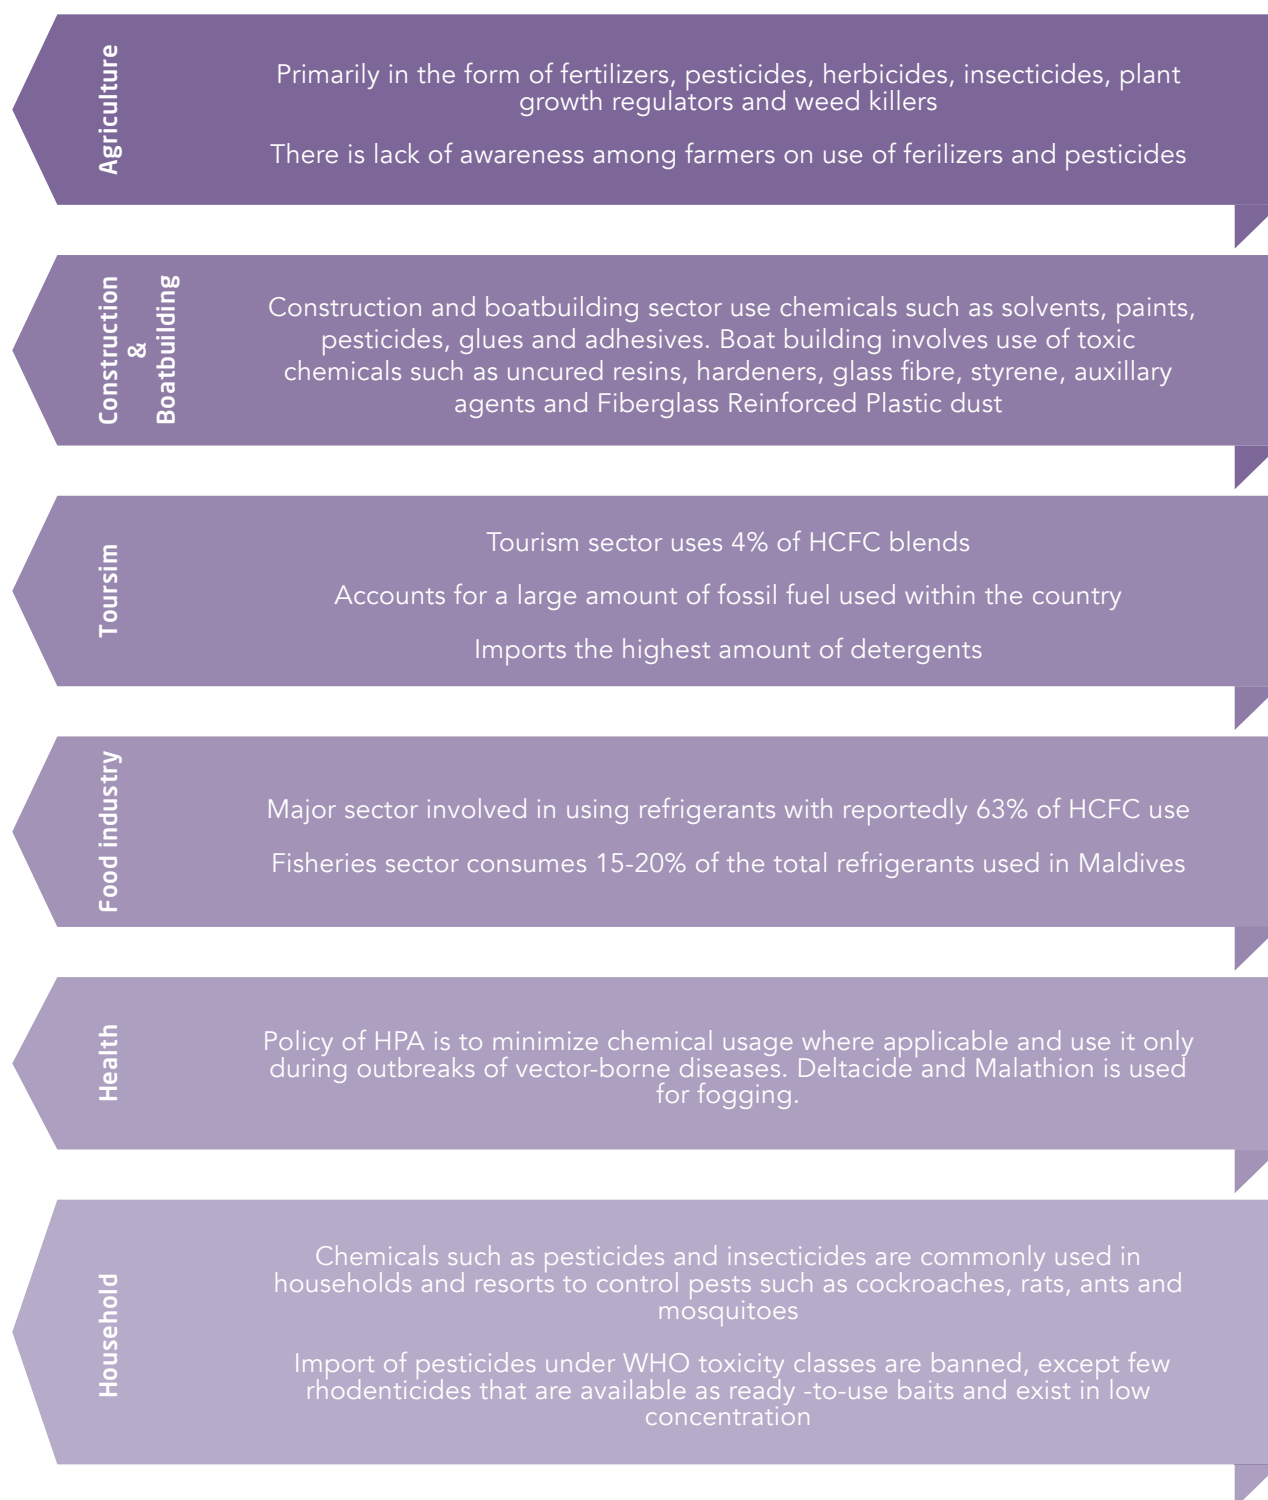 Agriculture
Primarily in the form of fertilizers, pesticides, herbicides, insecticides, plant
growth regulators and weed killers
There is lack of awareness among farmers on use of ferilizers and pesticides
Construction
&
Boatbuilding
Construction and boatbuilding sector use chemicals such as solvents, paints,
pesticides, glues and adhesives. Boat building involves use of toxic
chemicals such as uncured resins, hardeners, glass fibre, styrene, auxillary
agents and Fiberglass Reinforced Plastic dust
Toursim
Tourism sector uses 4% of HCFC blends
Accounts for a large amount of fossil fuel used within the country
Imports the highest amount of detergents
Food industry
Major sector involved in using refrigerants with reportedly 63% of HCFC use
Fisheries sector consumes 15-20% of the total refrigerants used in Maldives
Health
Policy of HPA is to minimize chemical usage where applicable and use it only
during outbreaks of vector-borne diseases. Deltacide and Malathion is used
for fogging.
Household
Chemicals such as pesticides and insecticides are commonly used in
households and resorts to control pests such as cockroaches, rats, ants and
mosquitoes
Import of pesticides under WHO toxicity classes are banned, except few
rhodenticides that are available as ready -to-use baits and exist in low
concentration